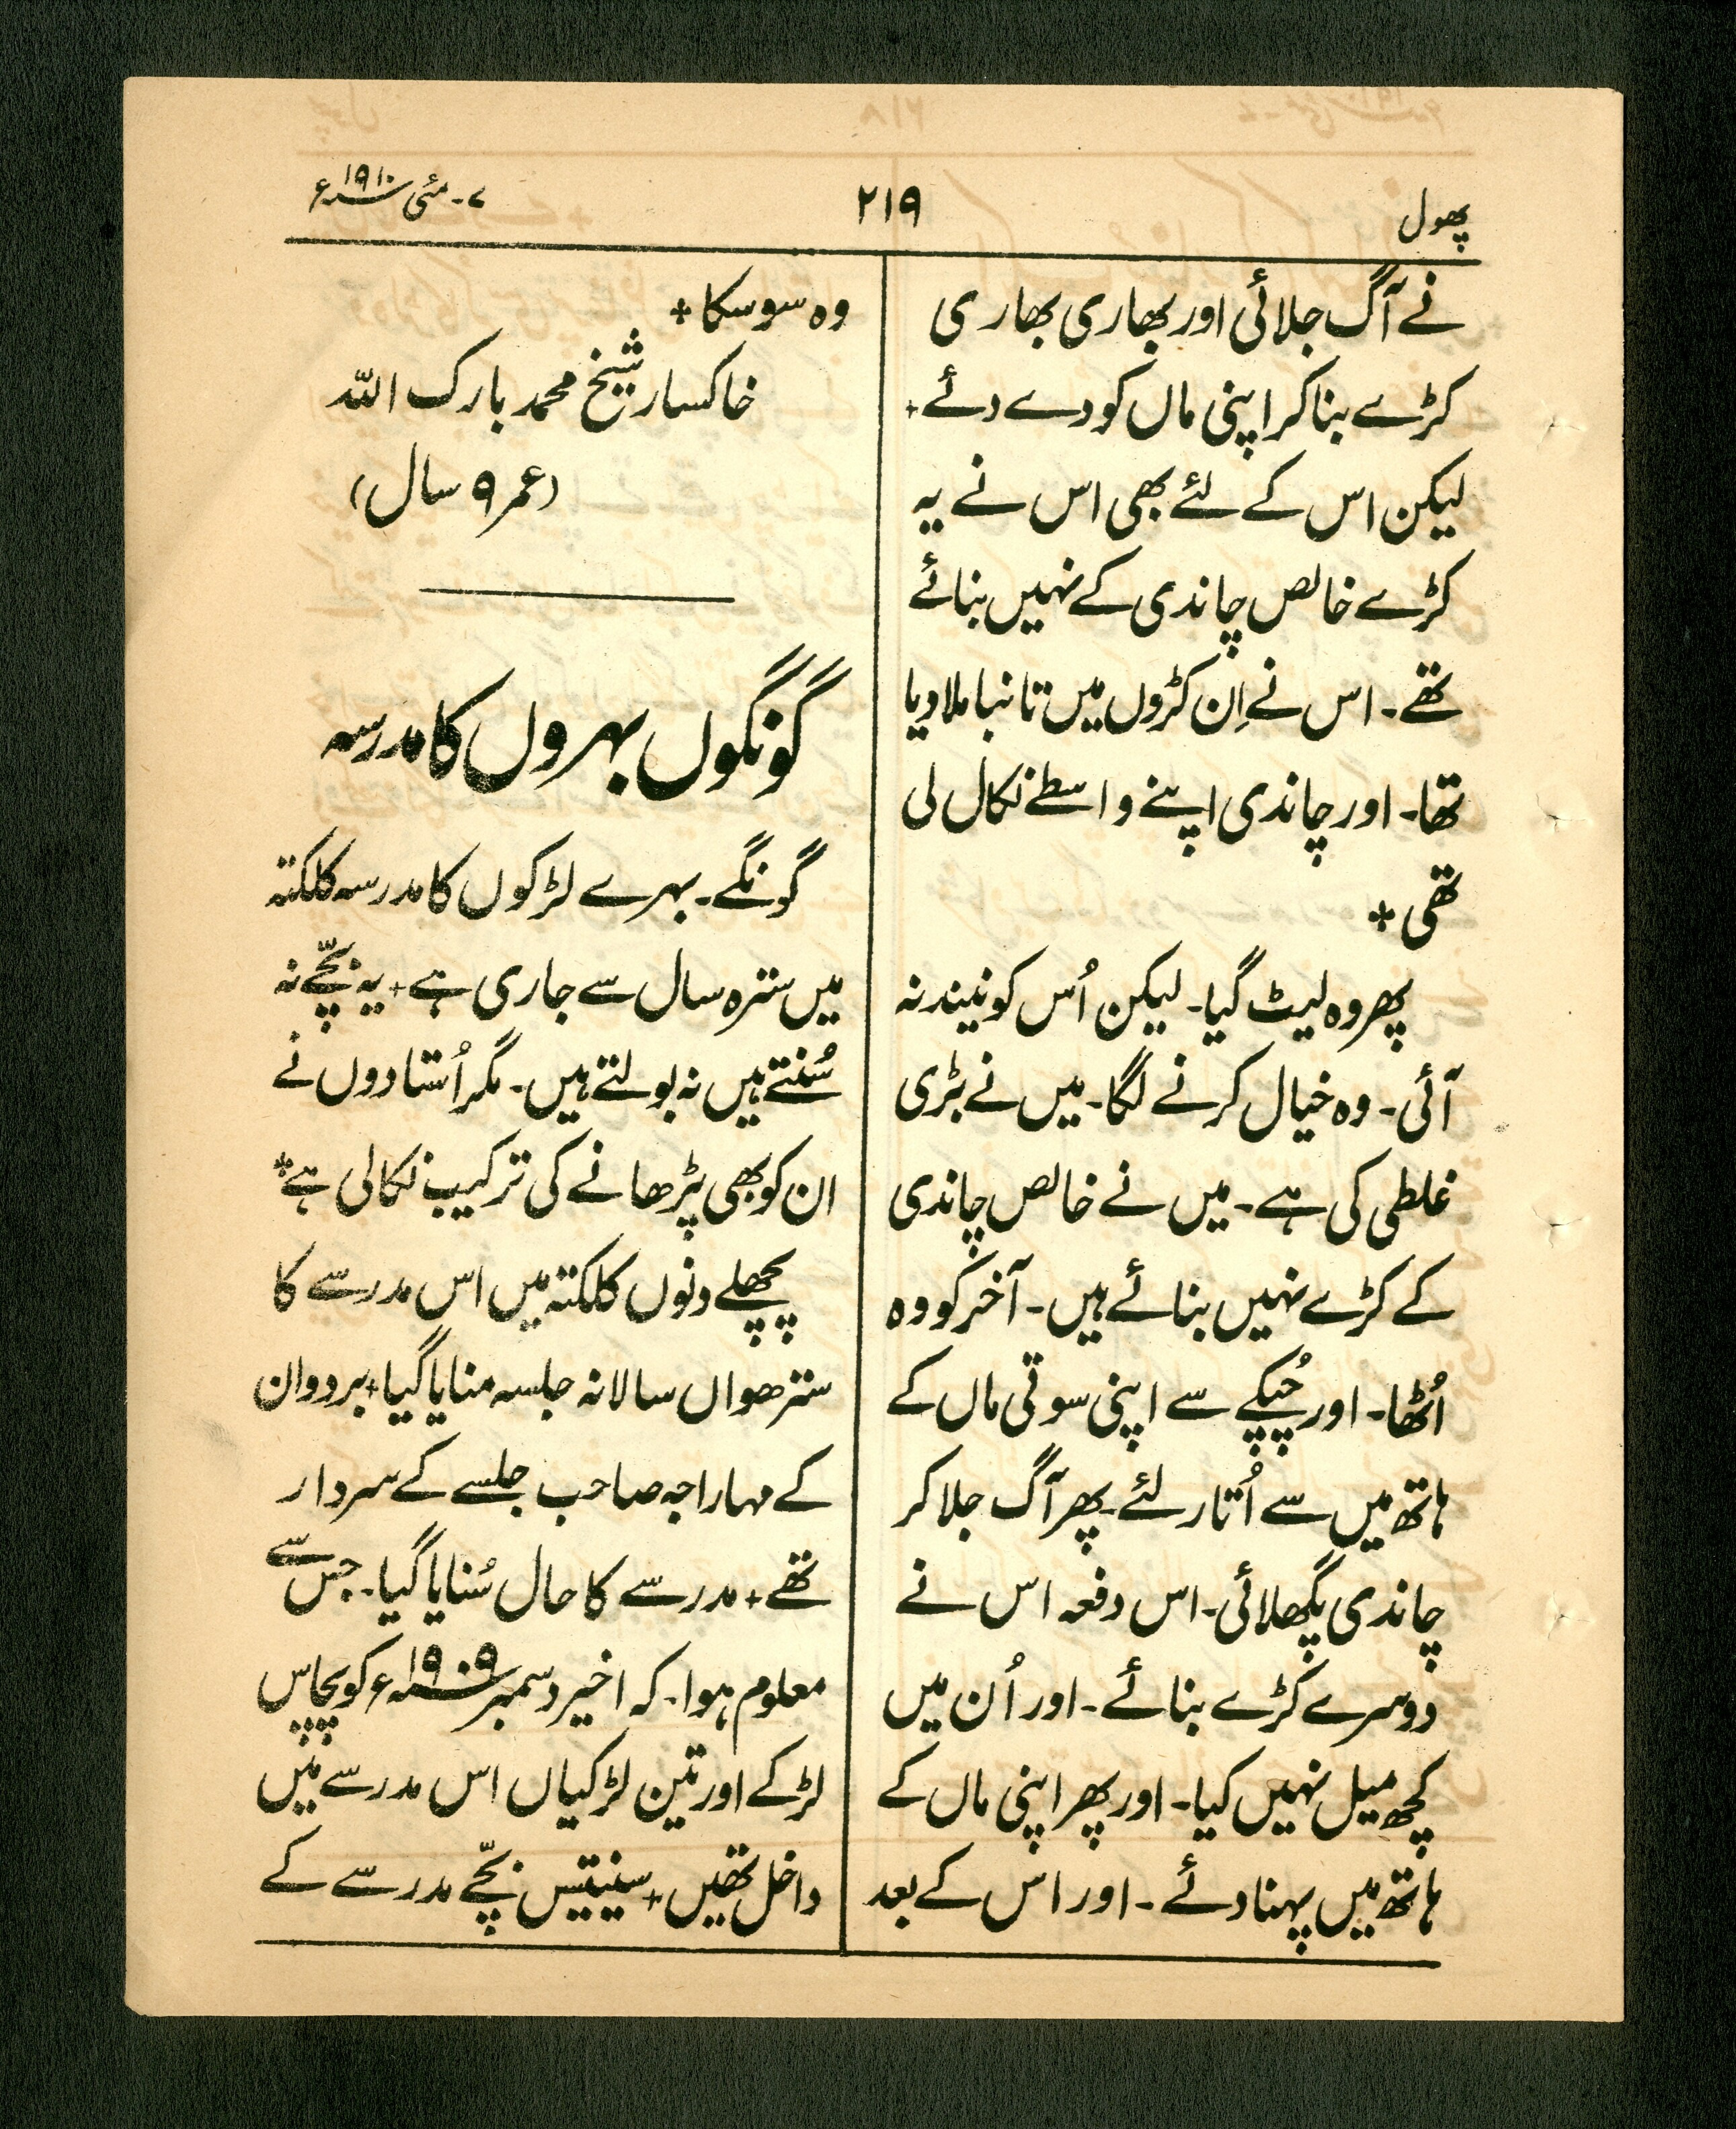 پھول
۲۱۹
۷۔ مئی ۱۹۱۰ء
نے آگ جلائی اور بھاری بھاری
کڑے بنا کر اپنی ماں کو دے دئے+
لیکن اس کے لئے بھی اس نے یہ
کڑے خالص چاندی کے نہیں بنائے
تھے۔ اس نے اِن کڑوں میں تانبا ملا دیا
تھا۔ اور چاندی اپنے واسطے نکال لی
تھی+
پھر وہ لیٹ گیا۔ لیکن اُس کو نیند نہ
آئی۔ وہ خیال کرنے لگا۔ میں نے بڑی
غلطی کی ہے۔ میں نے خالص چاندی
کے کڑے نہیں بنائے ہیں۔ آخر کو وہ
اُٹھا۔ اور چُپکے سے اپنی سوتی ماں کے
ہاتھ میں سے اُتار لئے۔ پھر آگ جلا کر
چاندی پگھلائی۔ اس دفعہ اس نے
دوسرے کڑے بنائے۔ اور اُن میں
کچھ میل نہیں کیا۔ اور پھر اپنی ماں کے
ہاتھ میں پہنا دئے۔ اور اس کے بعد
وہ سو سکا+
خاکسار شیخ محمد بارک اللہ
(عمر ۹ سال)
گونگوں بہروں کا مدرسہ
گونگے۔ بہرے لڑکوں کا مدرسہ کلکتہ
میں سترہ سال سے جاری ہے+ یہ بچّے نہ
سُنتے ہیں نہ بولتے ہیں۔ مگر اُستادوں نے
ان کو بھی پڑھانے کی ترکیب نکالی ہے+
پچھلے دنوں کلکتہ میں اس مدرسے کا
سترھواں سالانہ جلسہ منایا گیا+ بردوان
کے مہاراجہ صاحب جلسے کے سردار
تھے+ مدرسے کا حال سُنایا گیا۔ جس سے
معلوم ہوا۔ کہ اخیر دسمبر ۱۹۰۹ء کو پچاس
لڑکے اور تین لڑکیاں اس مدرسے میں
داخل تھیں+ سینتیس بچّے مدرسے کے